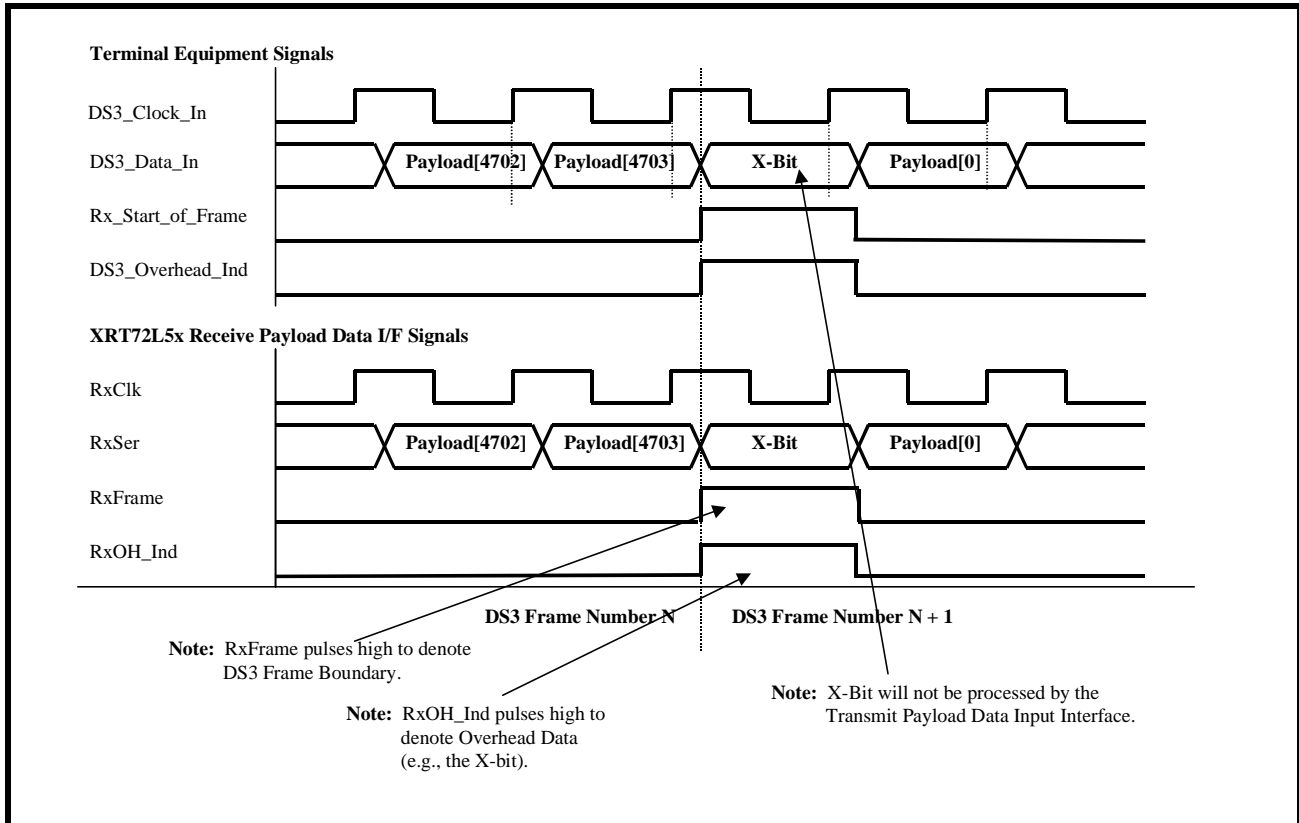 Terminal Equipment Signals
DS3_Clock_In
DS3_Data_In
Payload[4702]
Payload[4703]
X-Bit
Payload[0]
Rx_Start_of_Frame
DS3_Overhead_Ind
XRT72L5x Receive Payload Data I/F Signals
RxClk
RxSer
Payload[4702]
Payload[4703]
X-Bit
Payload[0]
RxFrame
RxOH_Ind
DS3 Frame Number N
DS3 Frame Number N + 1
Note: RxFrame pulses high to denote
DS3 Frame Boundary.
Note: RxOH_Ind pulses high to
denote Overhead Data
(e.g., the X-bit).
Note: X-Bit will not be processed by the
Transmit Payload Data Input Interface.